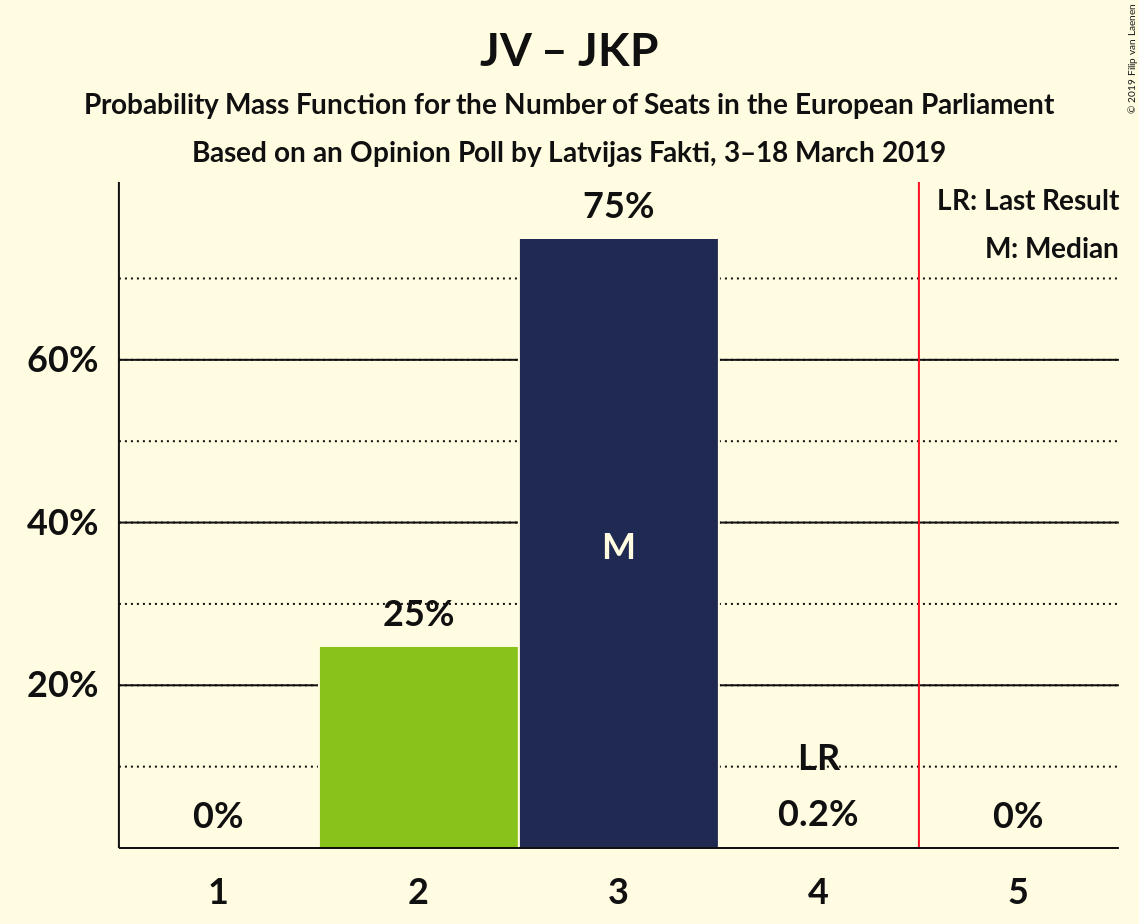 JV – JKP
Probability Mass Function for the Number of Seats in the European Parliament
Based on an Opinion Poll by Latvijas Fakti, 3–18 March 2019
© 2019 Filip van Laenen
LR: Last Result
M: Median
75%
60%
40%
M
25%
20%
LR
0%
0.2%
0%
1
2
3
4
5